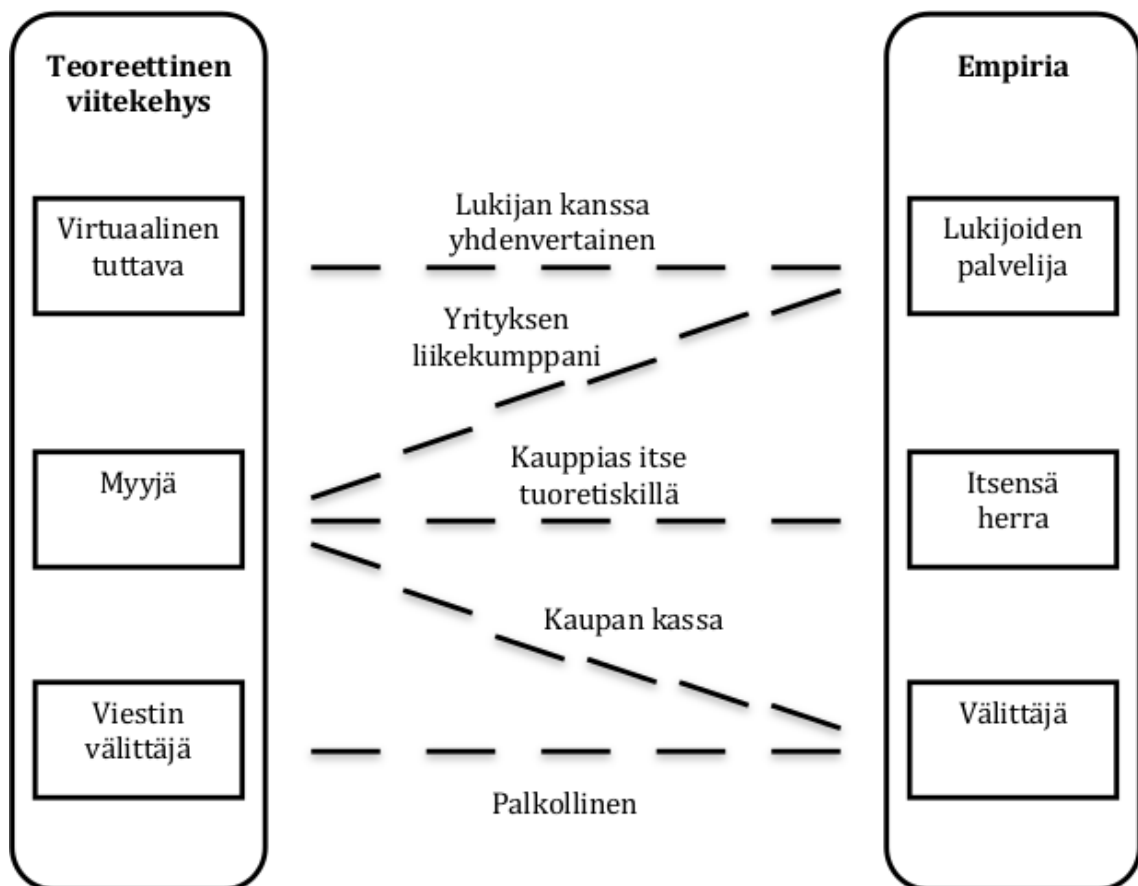 Teoreettinen
viitekehys
Empiria
Virtuaalinen
tuttava
Lukijan kanssa
yhdenvertainen
Lukijoiden
palvelija
Yrityksen
liikekumppani
Myyjä
Kauppias itse
tuoretiskillä
Itsensä
herra
Kaupan kassa
Viestin
välittäjä
Välittäjä
Palkollinen